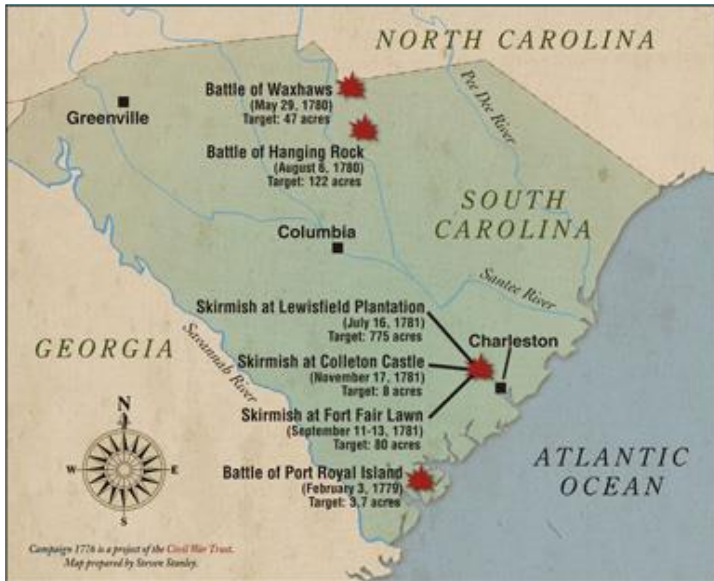 NORTH CAROLINA
Battle of Waxhaws
(May 29, 1780)
Target: 47 acres
Greenville
Pee Dee River
Battle of Hanging Rock
(August 6, 1780)
Target: 122 acres
SOUTH
CAROLINA
Columbia
Santee River
Skirmish at Lewisfield Plantation
(July 16, 1781)
Target: 775 acres
Charleston
GEORGIA
Savannah River
Skirmish at Colleton Castle
(November 17, 1781)
Target: 8 acres
Skirmish at Fort Fair Lawn
(September 11-13, 1781)
Target: 80 acres
N
W
E
S
Battle of Port Royal Island
(February 3, 1779)
Target: 3.7 acres
ATLANTIC
OCEAN
Campaign 1776 is a project of the Civil War Trust.
Map prepared by Steven Stanley.